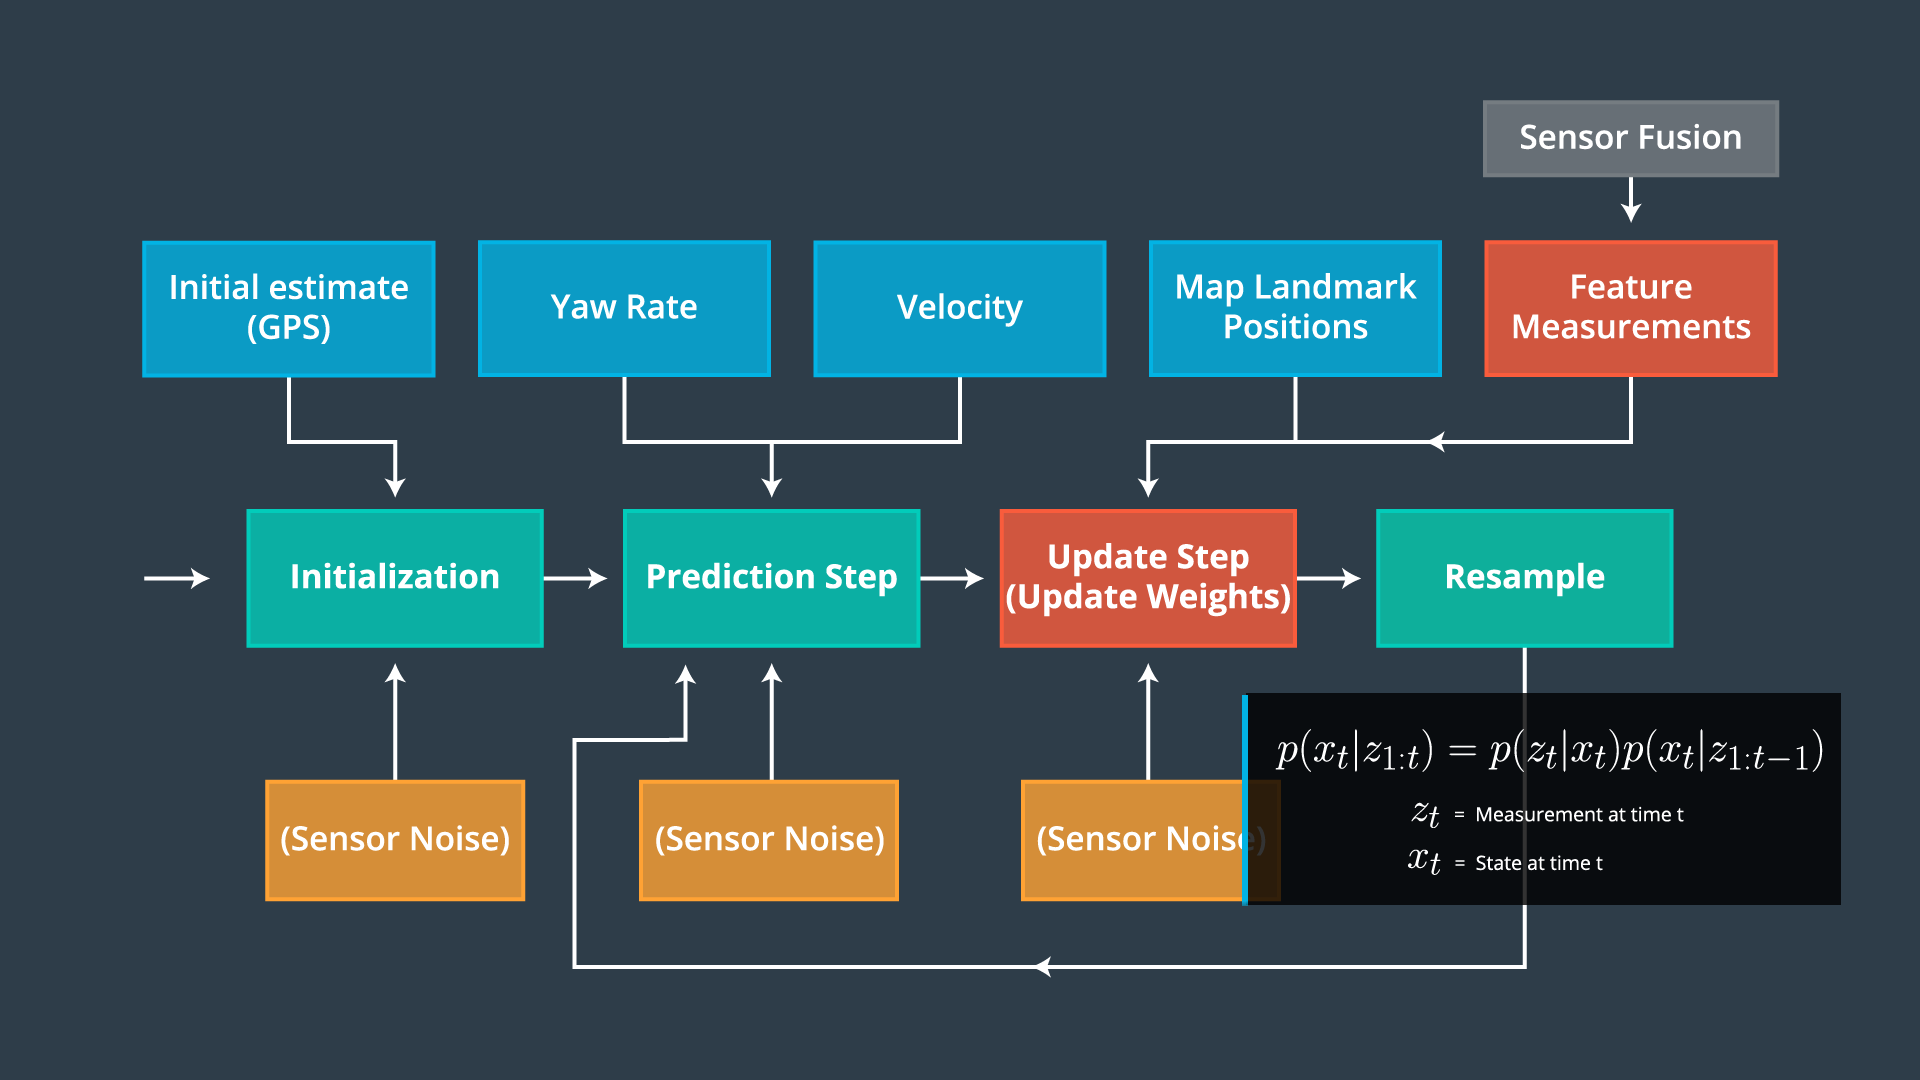 Sensor Fusion
Initial estimate
(GPS)
Yaw Rate
Velocity
Map Landmark
Positions
Feature
Measurements
Initialization
Prediction Step
Update Step
(Update Weights)
Resample
(Sensor Noise)
(Sensor Noise)
(Sensor Noise)
p(x_t|z_{1:t}) = p(z_t|x_t)p(x_t|z_{1:t−1})
z_t = Measurement at time t
x_t = State at time t